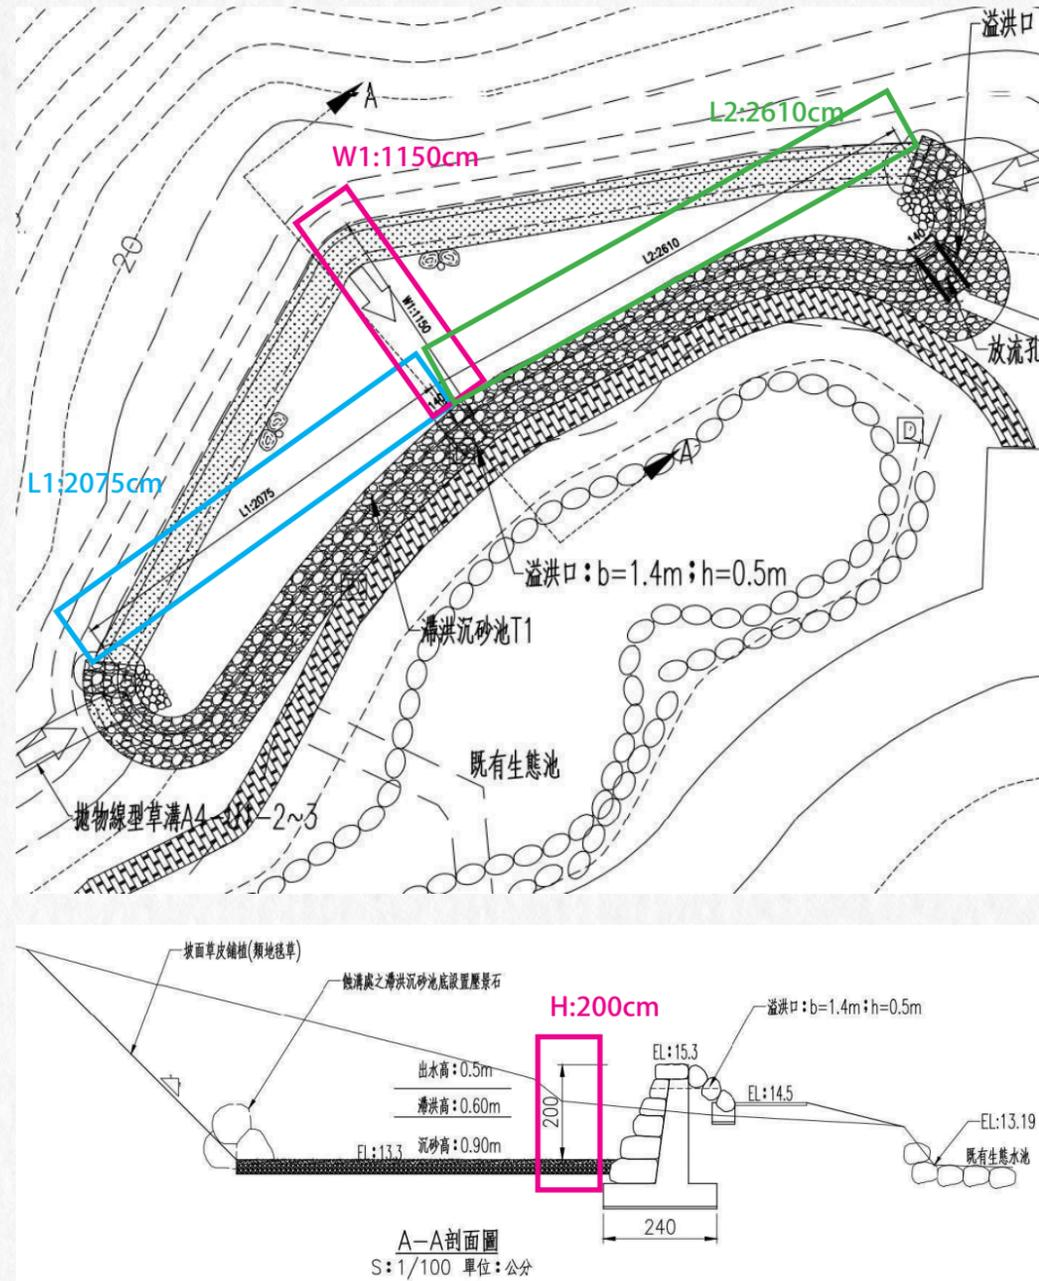 溢洪口
A
L2:2610cm
W1:1150cm
20
140
L2:2610
W1:1150
放流孔
140
D
A
L1:2075cm
L1:2075
溢洪口：b=1.4m；h=0.5m
滯洪沉砂池T1
既有生態池
拋物線型草溝A4
-2~3
坡面草皮鋪植(類地毯草)
蝕溝處之滯洪沉砂池底設置壓景石
H:200cm
溢洪口：b=1.4m；h=0.5m
EL：15.3
出水高：0.5m
EL：14.5
滯洪高：0.60m
200
EL:13.19
沉砂高：0.90m
EL：13.3
既有生態水池
240
A-A剖面圖
S：1/100 單位：公分